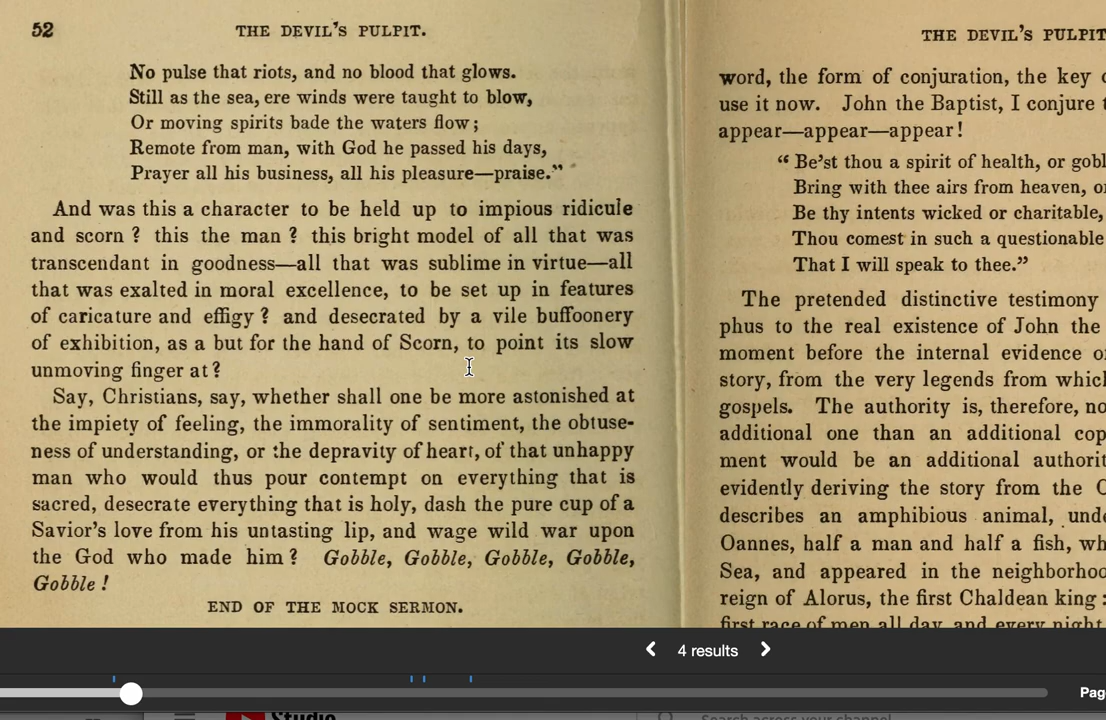 52
THE DEVIL'S PULPIT.
No pulse that riots, and no blood that glows.
Still as the sea, ere winds were taught to blow,
Or moving spirits bade the waters flow;
Remote from man, with God he passed his days,
Prayer all his business, all his pleasure—praise."
And was this a character to be held up to impious ridicule
and scorn? this the man? this bright model of all that was
transcendant in goodness—all that was sublime in virtue—all
that was exalted in moral excellence, to be set up in features
of caricature and effigy? and desecrated by a vile buffoonery
of exhibition, as a but for the hand of Scorn, to point its slow
unmoving finger at?
Say, Christians, say, whether shall one be more astonished at
the impiety of feeling, the immorality of sentiment, the obtuse-
ness of understanding, or the depravity of heart, of that unhappy
man who would thus pour contempt on everything that is
sacred, desecrate everything that is holy, dash the pure cup of a
Savior's love from his untasting lip, and wage wild war upon
the God who made him? Gobble, Gobble, Gobble, Gobble,
Gobble!
END OF THE MOCK SERMON.
THE DEVIL'S PULPIT
word, the form of conjuration, the key
use it now. John the Baptist, I conjure
appear—appear—appear!
"Be'st thou a spirit of health, or gobl
Bring with thee airs from heaven, o
Be thy intents wicked or charitable,
Thou comest in such a questionable
That I will speak to thee."
The pretended distinctive testimony
phus to the real existence of John the
moment before the internal evidence o
story, from the very legends from which
gospels. The authority is, therefore, no
additional one than an additional cop
ment would be an additional authorit
evidently deriving the story from the
describes an amphibious animal, unde
Oannes, half a man and half a fish, wh
Sea, and appeared in the neighborhoo
reign of Alorus, the first Chaldean king:
first race of men all day, and every night
4 results
Pag
Studio
Search across your channel